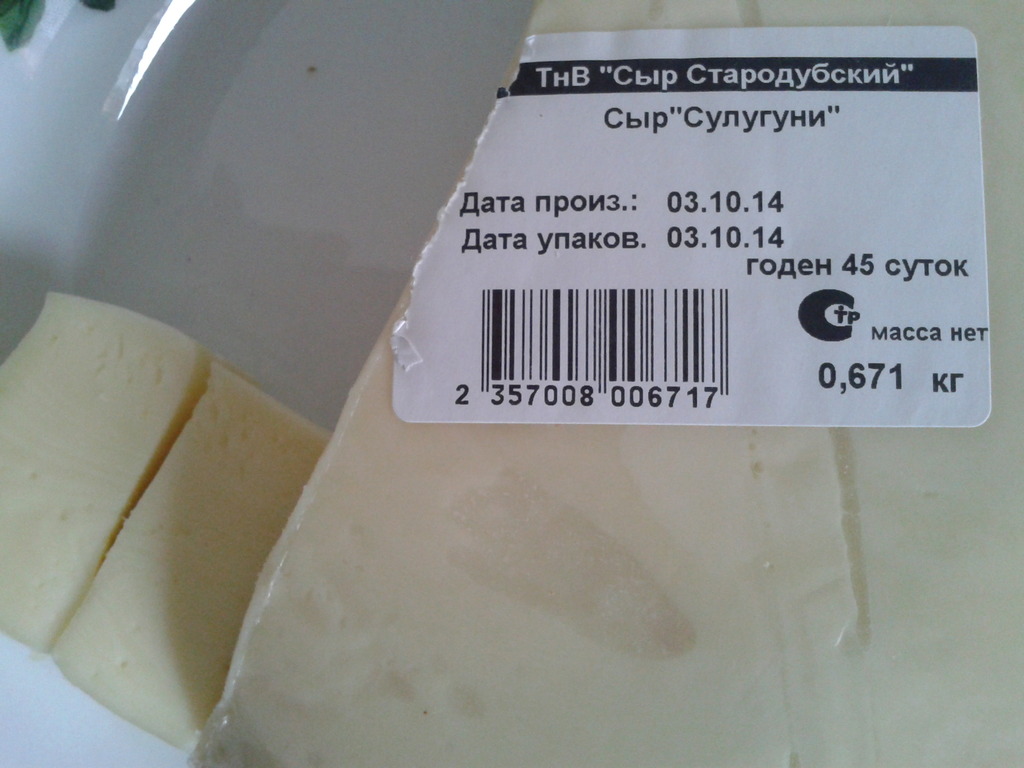 ТнВ "Сыр Стародубский"
Сыр"Сулугуни"
Дата произ.: 03.10.14
Дата упаков. 03.10.14
годен 45 суток
тр
масса нет
0,671 кг
2 357008 006717